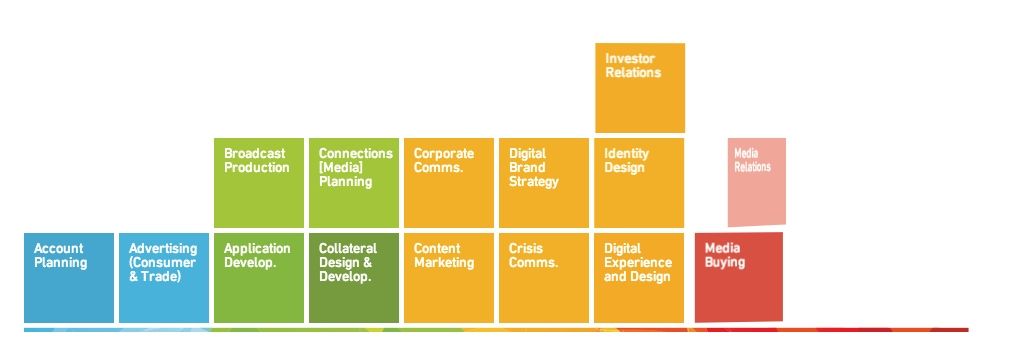 Investor
Relations
Broadcast
Production
Connections
[Media]
Planning
Corporate
Comms.
Digital
Brand
Strategy
Identity
Design
Media
Relations
Account
Planning
Advertising
(Consumer
& Trade)
Application
Develop.
Collateral
Design &
Develop.
Content
Marketing
Crisis
Comms.
Digital
Experience
and Design
Media
Buying